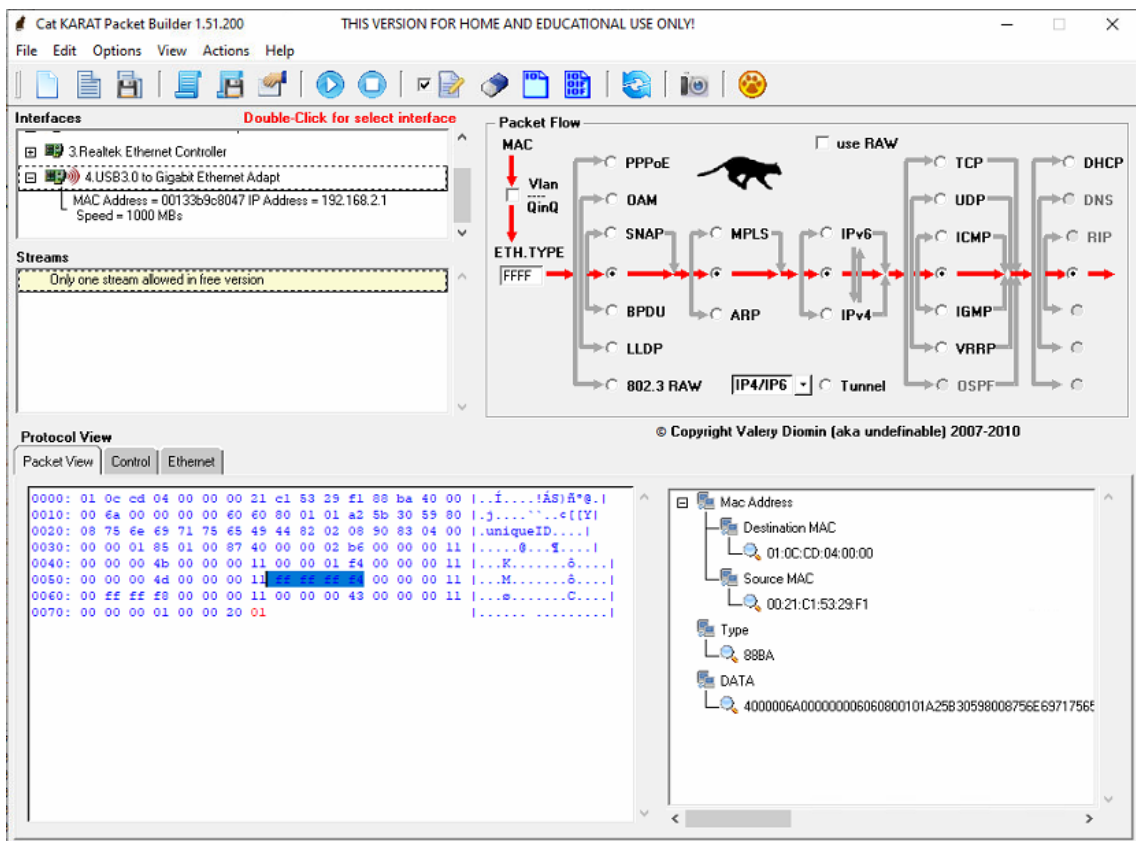 Cat KARAT Packet Builder 1.51.200 THIS VERSION FOR HOME AND EDUCATIONAL USE ONLY!
File Edit Options View Actions Help
Interfaces Double-Click for select interface
3.Realtek Ethernet Controller
4.USB3.0 to Gigabit Ethernet Adapt
MAC Address = 00133b9c8047 IP Address = 192.168.2.1
Speed = 1000 MBs
Streams
Only one stream allowed in free version
Packet Flow
MAC
use RAW
PPPoE
TCP
DHCP
Vlan
QinQ
OAM
UDP
DNS
SNAP
MPLS
IPv6
ICMP
RIP
ETH.TYPE
FFFF
BPDU
ARP
IPv4
IGMP
LLDP
VRRP
802.3 RAW
IP4/IP6
Tunnel
OSPF
© Copyright Valery Diomin (aka undefinable) 2007-2010
Protocol View
Packet View Control Ethernet
0000: 01 0c cd 04 00 00 00 21 c1 53 29 f1 88 ba 40 00 |..Í....!ÁS)ñ°@.|
0010: 00 6a 00 00 00 00 60 60 80 01 01 a2 5b 30 59 80 |.j....``..¢[[Y|
0020: 08 75 6e 69 71 75 65 49 44 82 02 08 90 83 04 00 |.uniqueID....|
0030: 00 00 01 85 01 00 87 40 00 00 02 b6 00 00 00 11 |.....@...¶....|
0040: 00 00 00 4b 00 00 00 11 00 00 01 f4 00 00 00 11 |...K.......ô....|
0050: 00 00 00 4d 00 00 00 11 ff ff ff f4 00 00 00 11 |...M.......ô....|
0060: 00 ff ff f8 00 00 00 11 00 00 00 43 00 00 00 11 |...ø.......C....|
0070: 00 00 00 01 00 00 20 01 |...... .........|
Mac Address
Destination MAC
01:0C:CD:04:00:00
Source MAC
00:21:C1:53:29:F1
Type
88BA
DATA
4000006A000000006060800101A25B30598008756E69717565